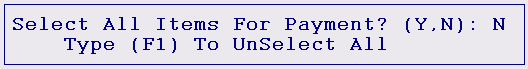 Select All Items For Payment? (Y,N): N
Type (F1) To UnSelect All